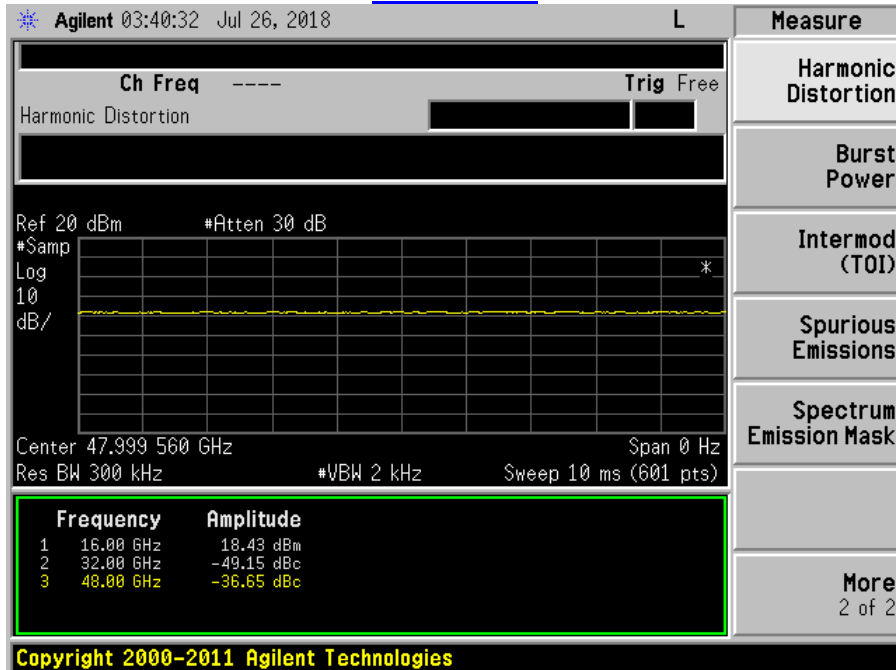 Agilent 03:40:32 Jul 26, 2018 L
Measure
Ch Freq ---- Trig Free
Harmonic Distortion
Harmonic
Distortion
Burst
Power
Intermod
(TOI)
Spurious
Emissions
Spectrum
Emission Mask
More
2 of 2
Ref 20 dBm #Atten 30 dB
#Samp
Log
10
dB/
*
Center 47.999 560 GHz Span 0 Hz
Res BW 300 kHz #VBW 2 kHz Sweep 10 ms (601 pts)
Frequency Amplitude
1 16.00 GHz 18.43 dBm
2 32.00 GHz -49.15 dBc
3 48.00 GHz -36.65 dBc
Copyright 2000-2011 Agilent Technologies